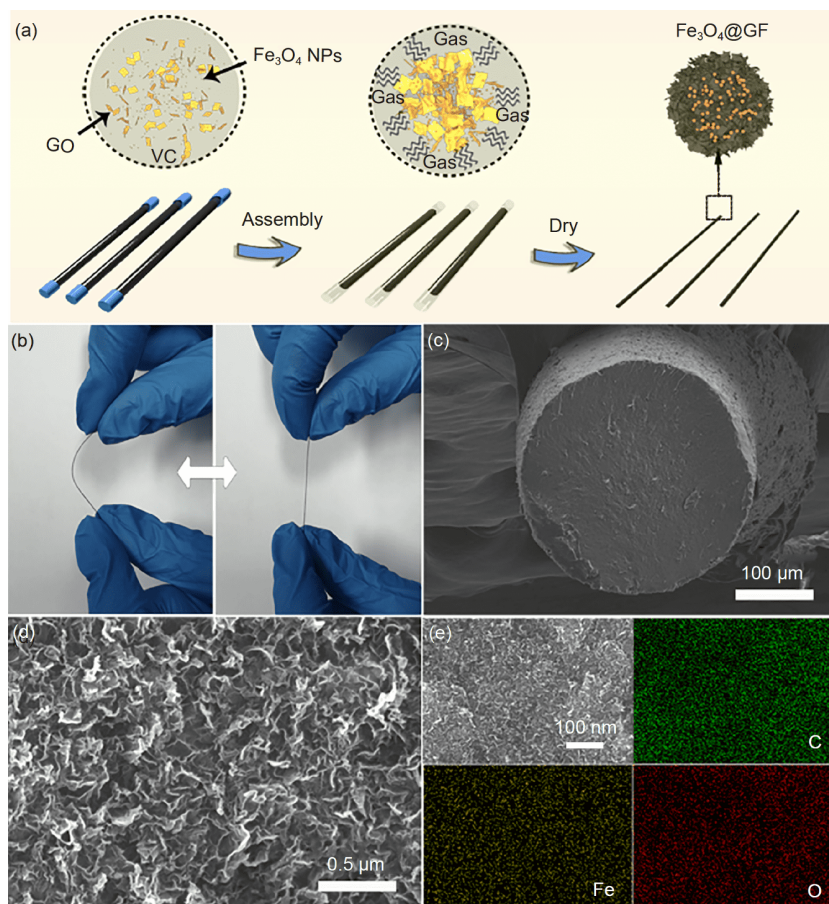 (a)
Fe₃O₄ NPs
GO
VC
Gas
Gas
Gas
Gas
Fe₃O₄@GF
Assembly
Dry
(b)
(c)
100 μm
(d)
0.5 μm
(e)
100 nm
C
Fe
O